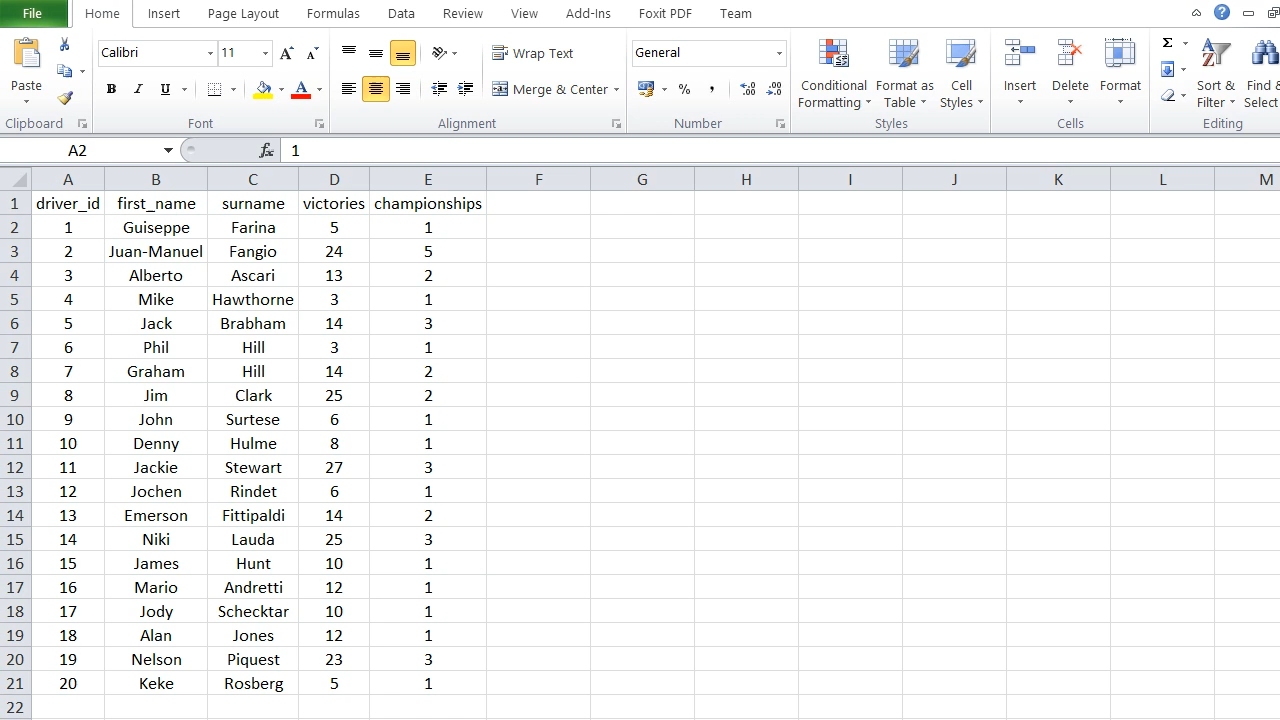 File Home Insert Page Layout Formulas Data Review View Add-Ins Foxit PDF Team
Calibri 11 Wrap Text General
Paste Conditional Formatting Format as Table Cell Styles Insert Delete Format Sort & Filter Find & Select
B I U Merge & Center % ,
Clipboard Font Alignment Number Styles Cells Editing
A2 fx 1
A B C D E F G H I J K L M
1 driver_id first_name surname victories championships
2 1 Guiseppe Farina 5 1
3 2 Juan-Manuel Fangio 24 5
4 3 Alberto Ascari 13 2
5 4 Mike Hawthorne 3 1
6 5 Jack Brabham 14 3
7 6 Phil Hill 3 1
8 7 Graham Hill 14 2
9 8 Jim Clark 25 2
10 9 John Surtese 6 1
11 10 Denny Hulme 8 1
12 11 Jackie Stewart 27 3
13 12 Jochen Rindet 6 1
14 13 Emerson Fittipaldi 14 2
15 14 Niki Lauda 25 3
16 15 James Hunt 10 1
17 16 Mario Andretti 12 1
18 17 Jody Schecktar 10 1
19 18 Alan Jones 12 1
20 19 Nelson Piquest 23 3
21 20 Keke Rosberg 5 1
22